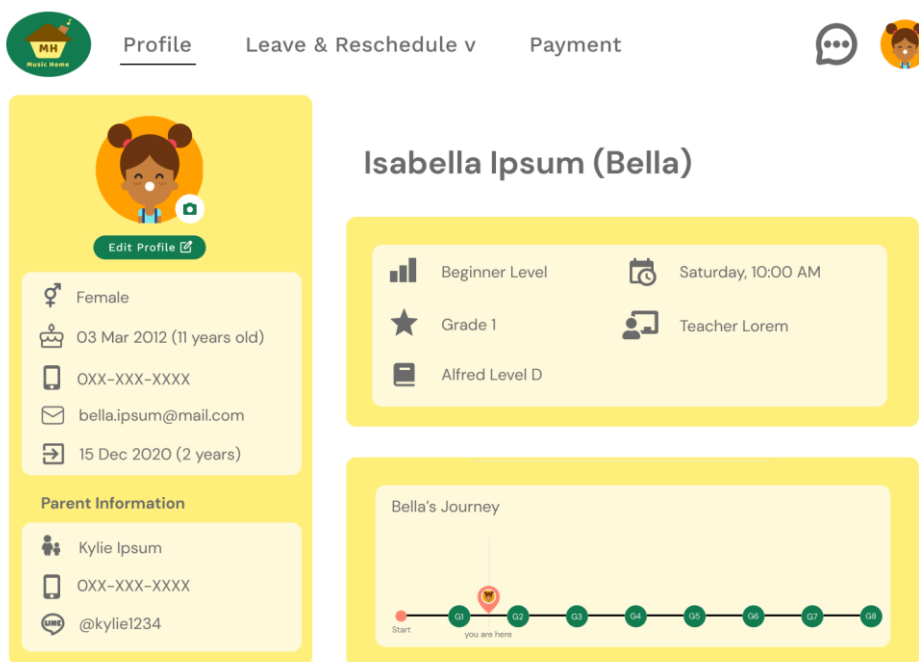 MH
Music Home
Profile
Leave & Reschedule v
Payment
Edit Profile
Female
03 Mar 2012 (11 years old)
0XX-XXX-XXXX
bella.ipsum@mail.com
15 Dec 2020 (2 years)
Parent Information
Kylie Ipsum
0XX-XXX-XXXX
LINE
@kylie1234
Isabella Ipsum (Bella)
Beginner Level
Saturday, 10:00 AM
Grade 1
Teacher Lorem
Alfred Level D
Bella's Journey
G1 G2 G3 G4 G5 G6 G7 G8
Start
you are here